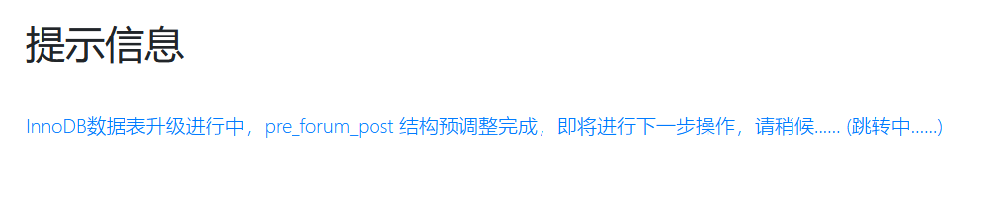 提示信息
InnoDB数据表升级进行中，pre_forum_post 结构预调整完成，即将进行下一步操作，请稍候...... (跳转中......)